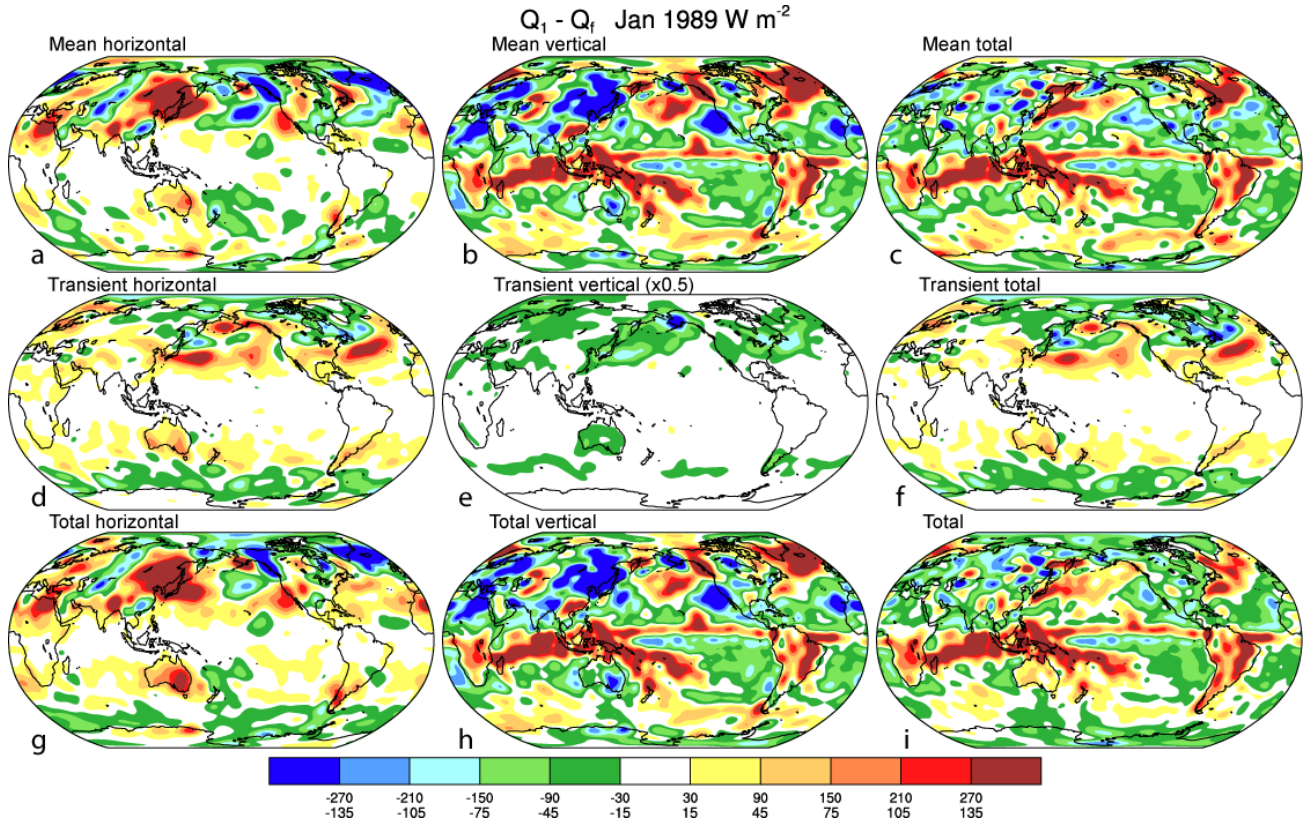 Q₁ - Q_f Jan 1989 W m⁻²
Mean horizontal
Mean vertical
Mean total
a
b
c
Transient horizontal
Transient vertical (x0.5)
Transient total
d
e
f
Total horizontal
Total vertical
Total
g
h
i
-270 -210 -150 -90 -30 30 90 150 210 270
-135 -105 -75 -45 -15 15 45 75 105 135